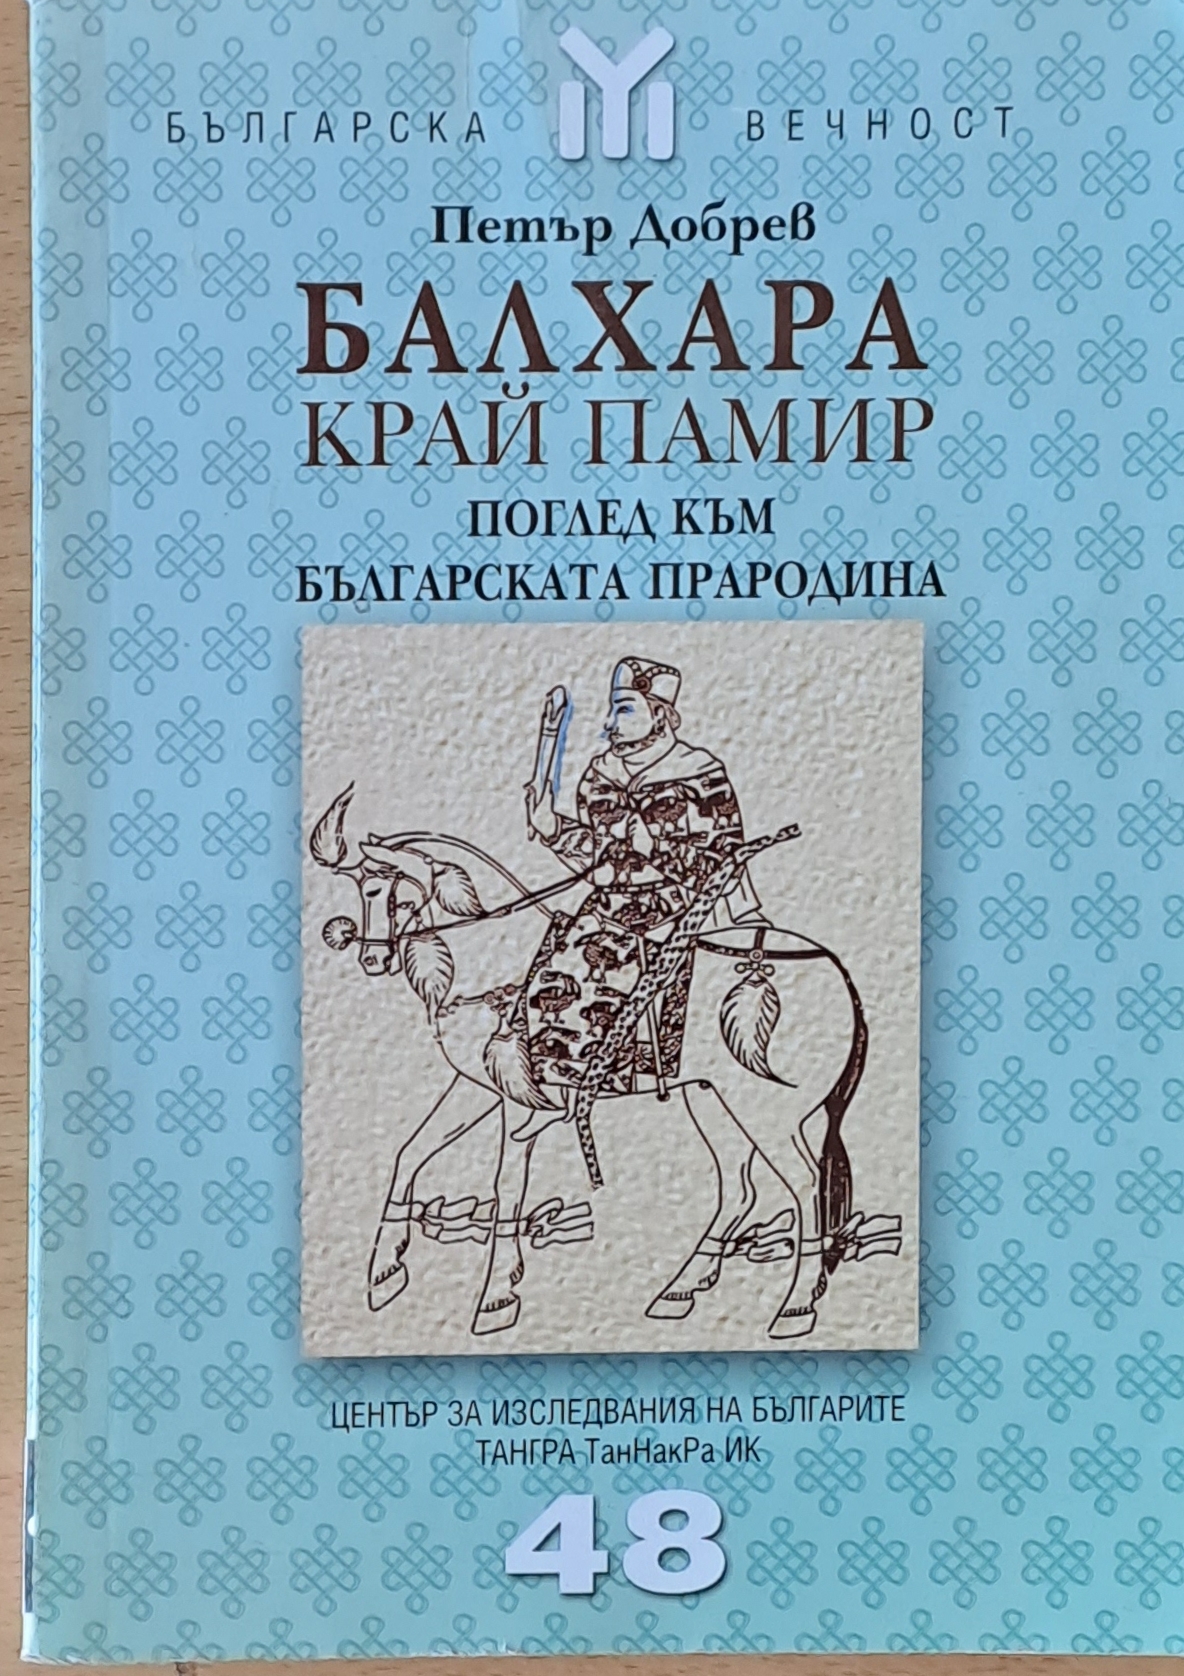 БЪЛГАРСКА ВЕЧНОСТ
Петър Добрев
БАЛХАРА
КРАЙ ПАМИР
ПОГЛЕД КЪМ
БЪЛГАРСКАТА ПРАРОДИНА
ЦЕНТЪР ЗА ИЗСЛЕДВАНИЯ НА БЪЛГАРИТЕ
ТАНГРА ТанНакРа ИК
48